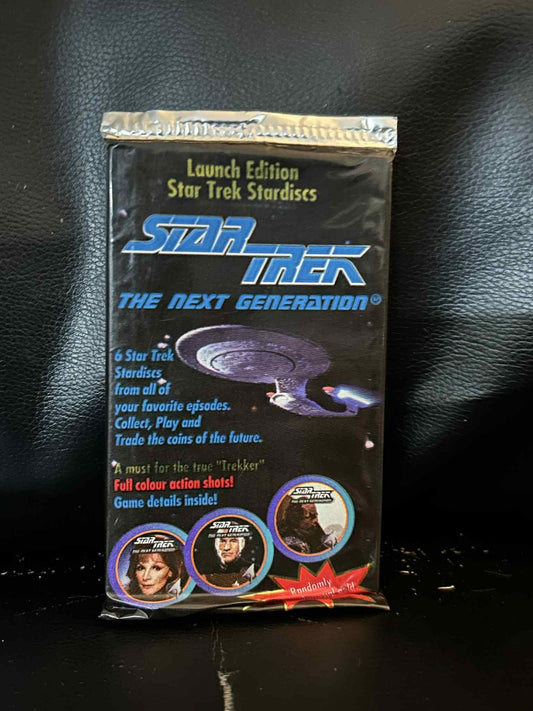 Launch Edition
Star Trek Stardiscs
STAR
TREK
THE NEXT GENERATION®
6 Star Trek
Stardiscs
from all of
your favorite episodes.
Collect, Play and
Trade the coins of the future.
A must for the true "Trekker"
Full colour action shots!
Game details inside!
STAR
TREK
THE NEXT GENERATION
STAR
TREK
THE NEXT GENERATION
STAR TREK
THE NEXT GENERATION
Randomly